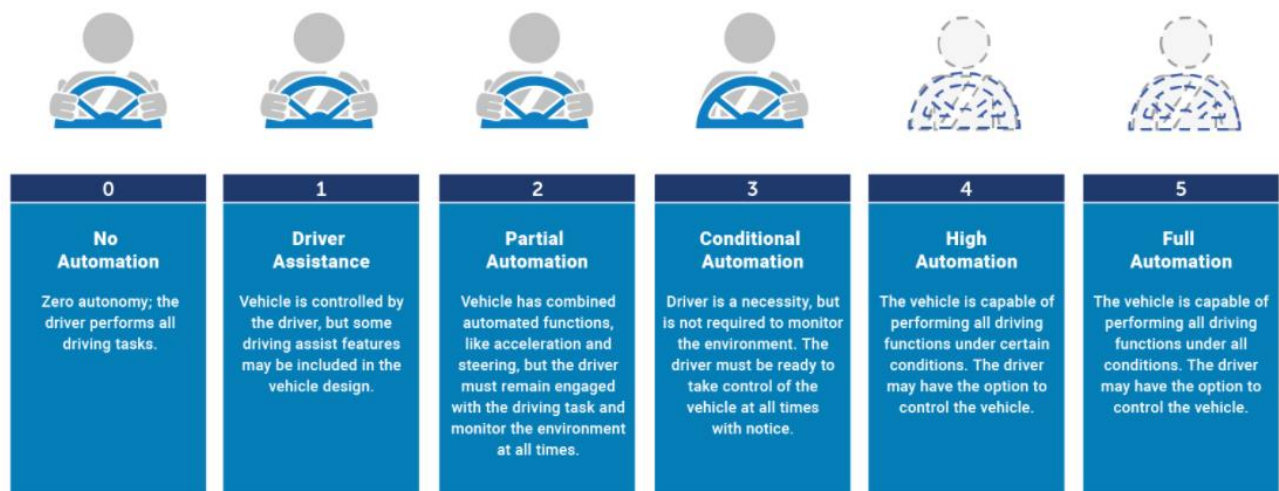 0
No
Automation
Zero autonomy; the
driver performs all
driving tasks.
1
Driver
Assistance
Vehicle is controlled by
the driver, but some
driving assist features
may be included in the
vehicle design.
2
Partial
Automation
Vehicle has combined
automated functions,
like acceleration and
steering, but the driver
must remain engaged
with the driving task and
monitor the environment
at all times.
3
Conditional
Automation
Driver is a necessity, but
is not required to monitor
the environment. The
driver must be ready to
take control of the
vehicle at all times
with notice.
4
High
Automation
The vehicle is capable of
performing all driving
functions under certain
conditions. The driver
may have the option to
control the vehicle.
5
Full
Automation
The vehicle is capable of
performing all driving
functions under all
conditions. The driver
may have the option to
control the vehicle.